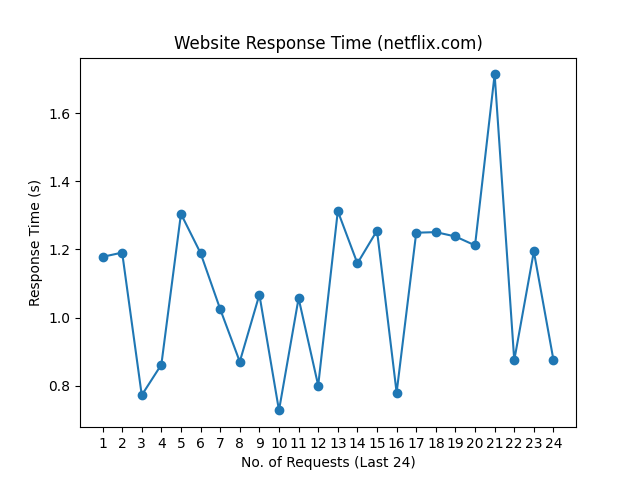 Website Response Time (netflix.com)
1.6
1.4
1.2
1.0
0.8
Response Time (s)
1 2 3 4 5 6 7 8 9 10 11 12 13 14 15 16 17 18 19 20 21 22 23 24
No. of Requests (Last 24)